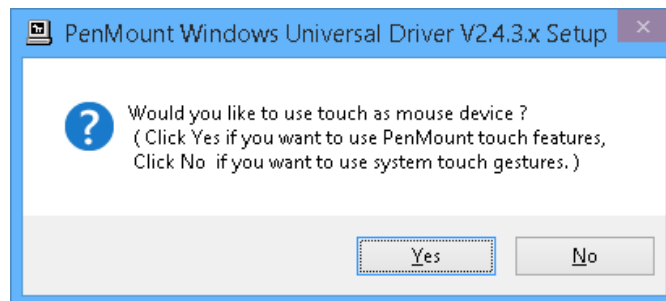 PenMount Windows Universal Driver V2.4.3.x Setup
Would you like to use touch as mouse device ?
( Click Yes if you want to use PenMount touch features,
Click No  if you want to use system touch gestures. )
Yes
No